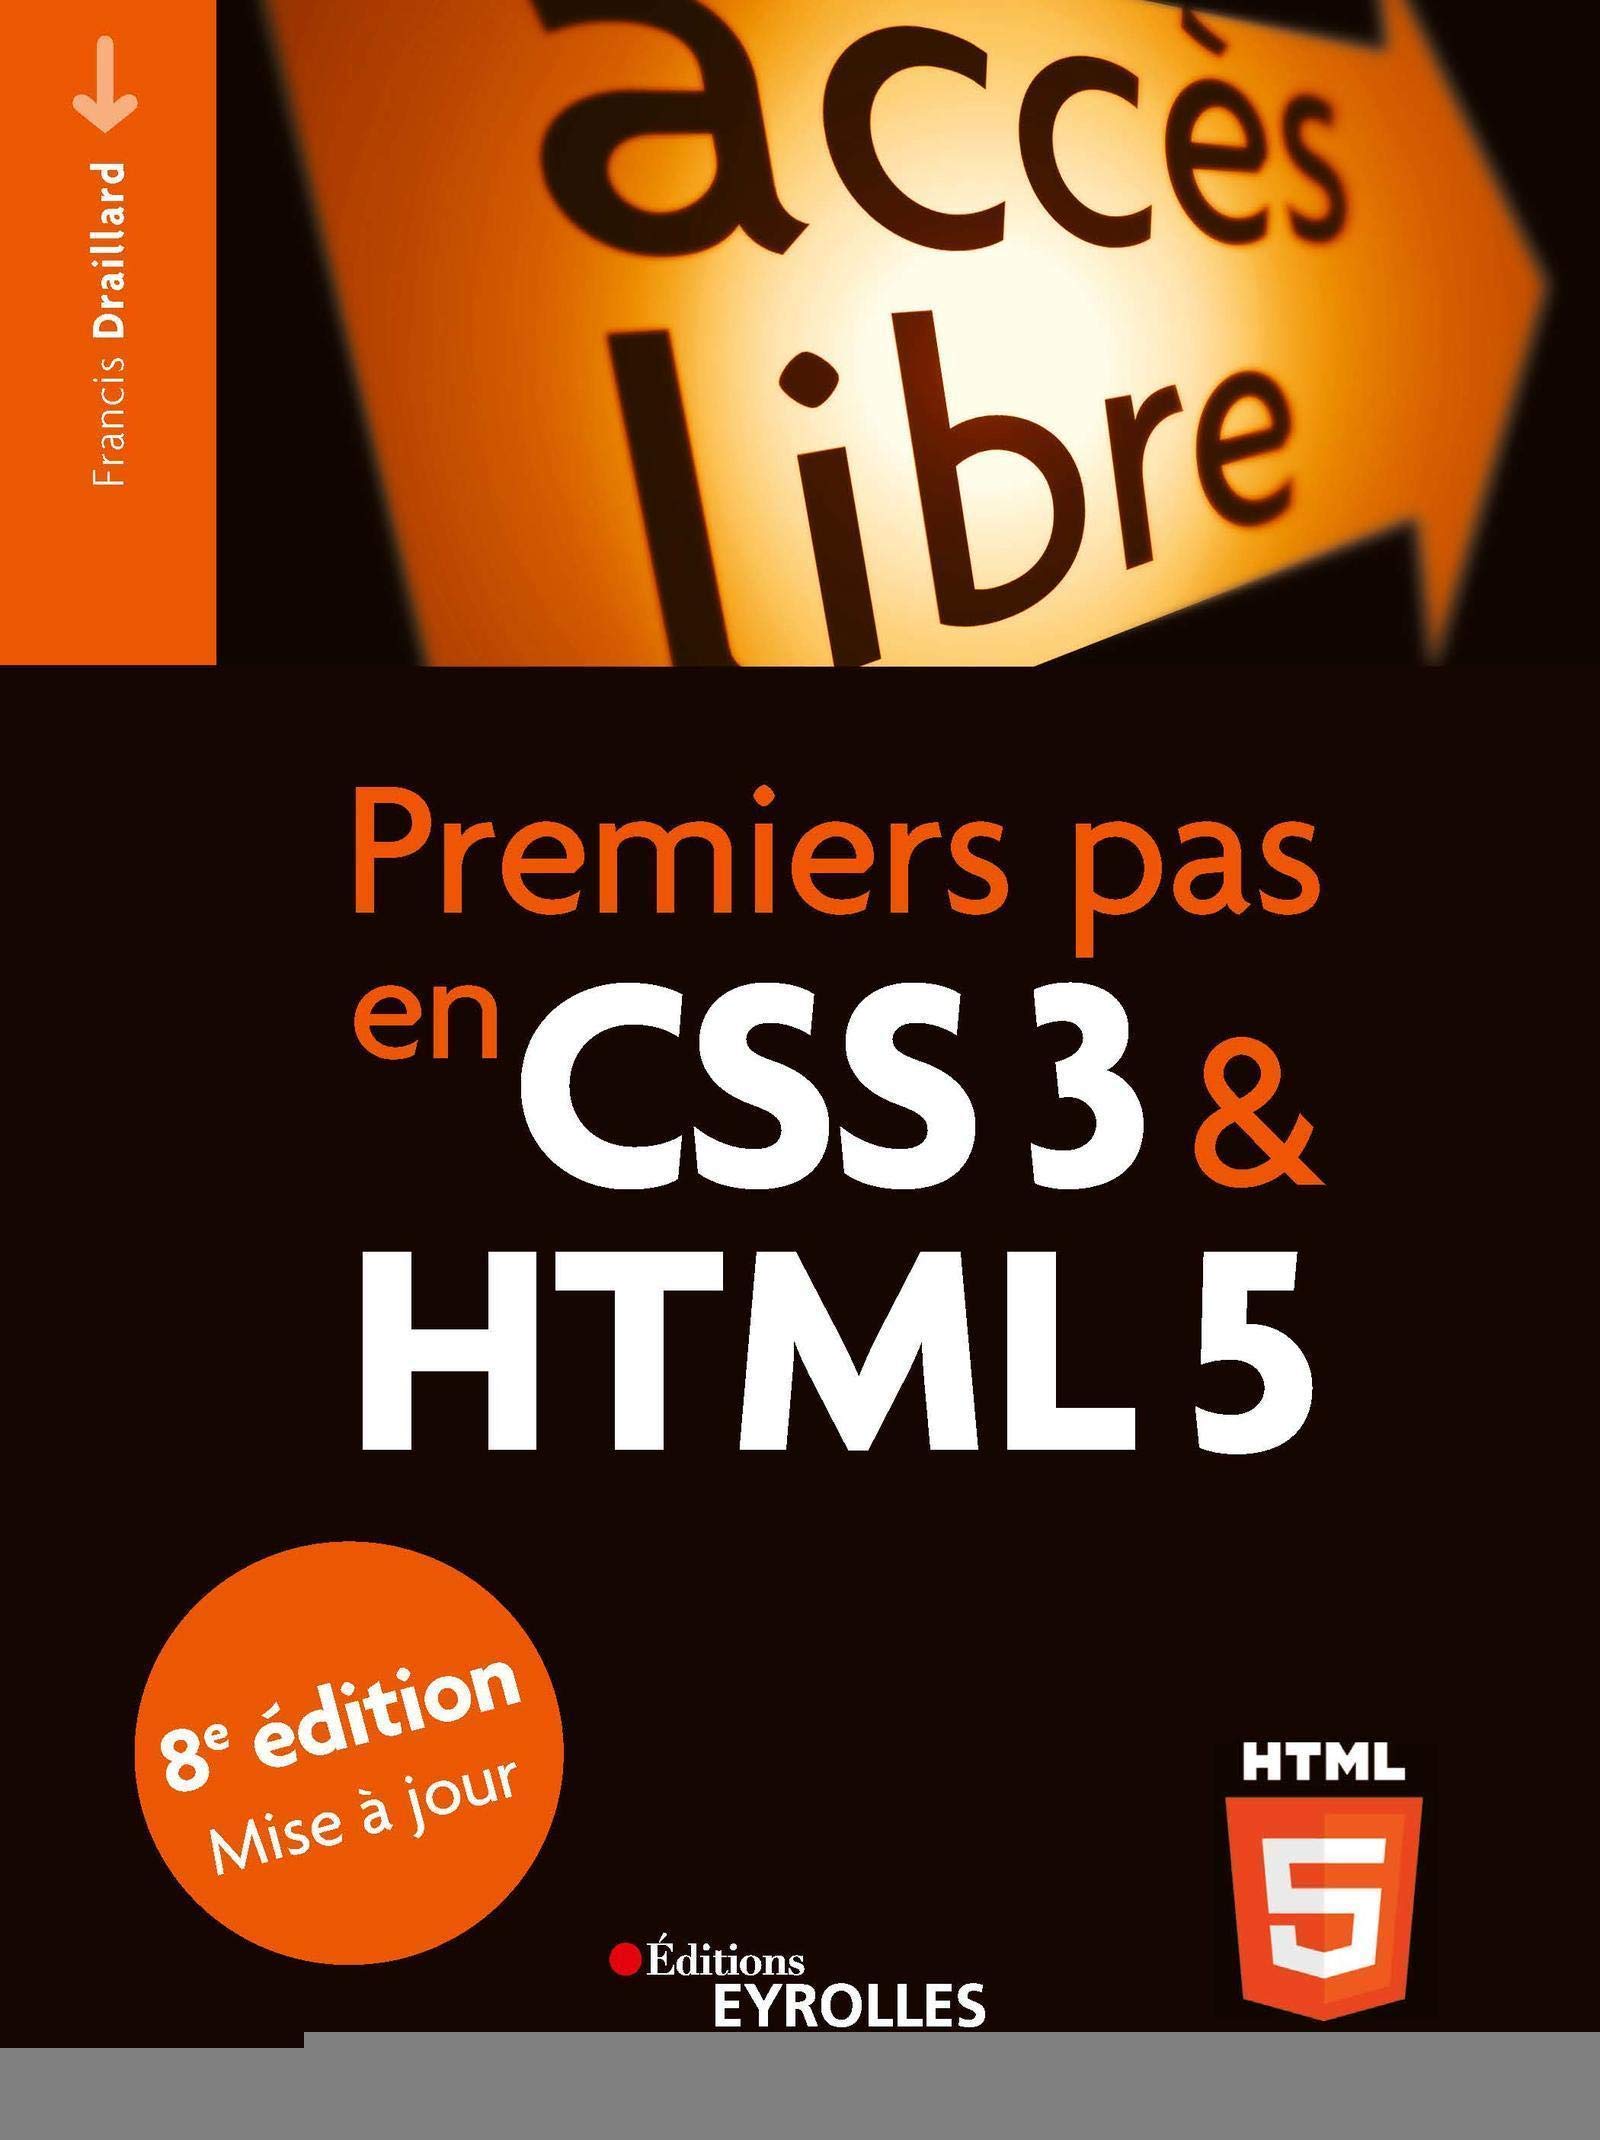 Francis Draillard
accès
libre
Premiers pas
en CSS 3 &
HTML 5
8e édition
Mise à jour
HTML
5
Éditions
EYROLLES